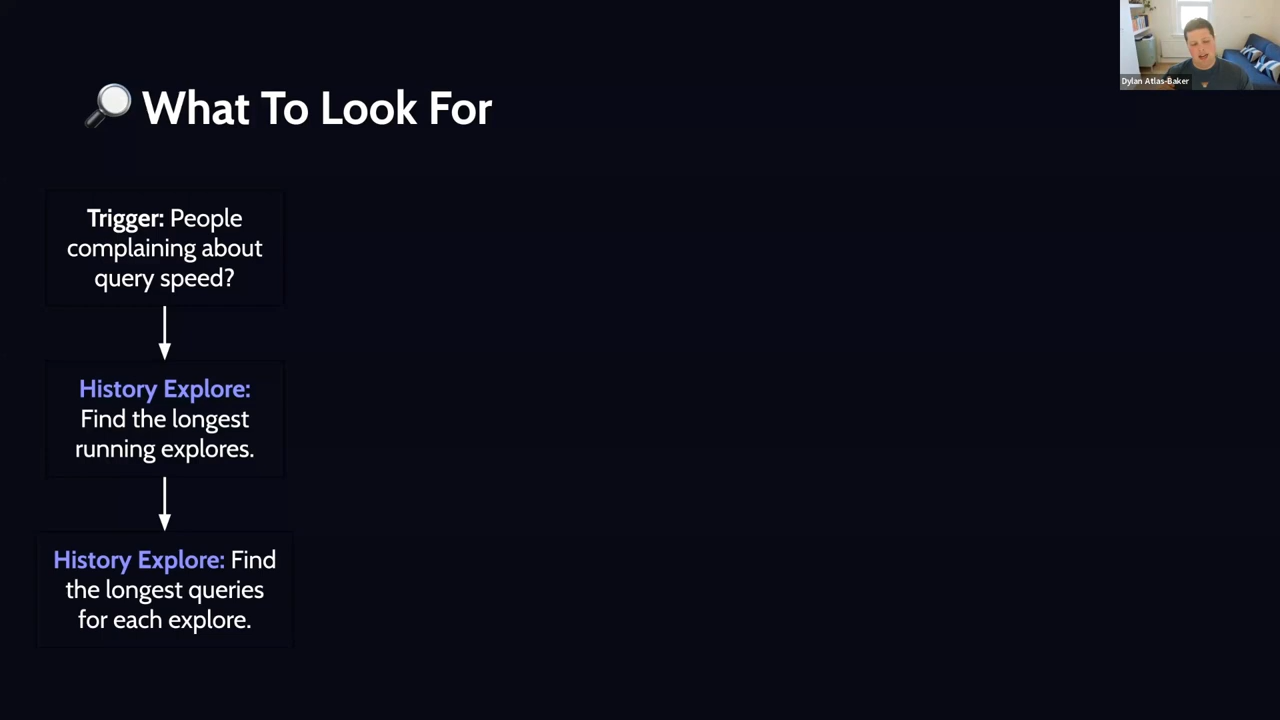 What To Look For
Trigger: People
complaining about
query speed?
History Explore:
Find the longest
running explores.
History Explore: Find
the longest queries
for each explore.
Dylan Atlas-Baker